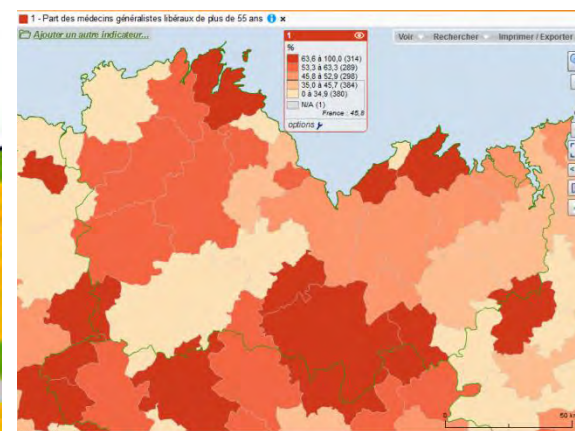 1 - Part des médecins généralistes libéraux de plus de 55 ans
Ajouter un autre indicateur...
Voir Rechercher Imprimer / Exporter
1
%
63,6 à 100,0 (314)
53,3 à 63,3 (289)
45,8 à 52,9 (298)
35,0 à 45,7 (384)
0 à 34,9 (380)
N/A (1)
France : 45,8
options
0 50 km